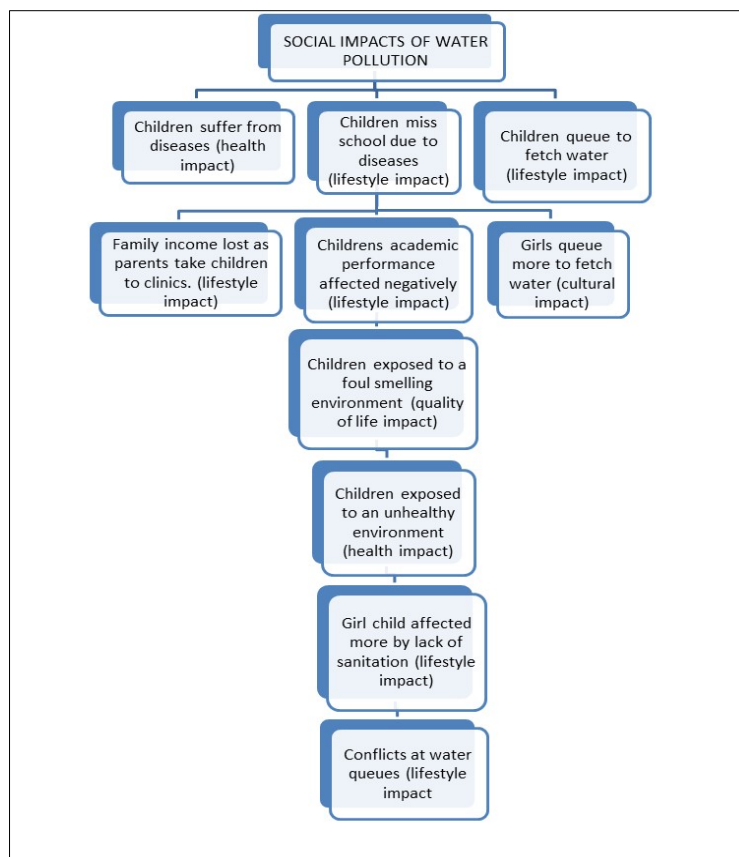 SOCIAL IMPACTS OF WATER
POLLUTION
Children suffer from
diseases (health
impact)
Children miss
school due to
diseases
(lifestyle impact)
Children queue to
fetch water
(lifestyle impact)
Family income lost as
parents take children
to clinics. (lifestyle
impact)
Childrens academic
performance
affected negatively
(lifestyle impact)
Girls queue
more to fetch
water (cultural
impact)
Children exposed to a
foul smelling
environment (quality
of life impact)
Children exposed
to an unhealthy
environment
(health impact)
Girl child affected
more by lack of
sanitation (lifestyle
impact)
Conflicts at water
queues (lifestyle
impact